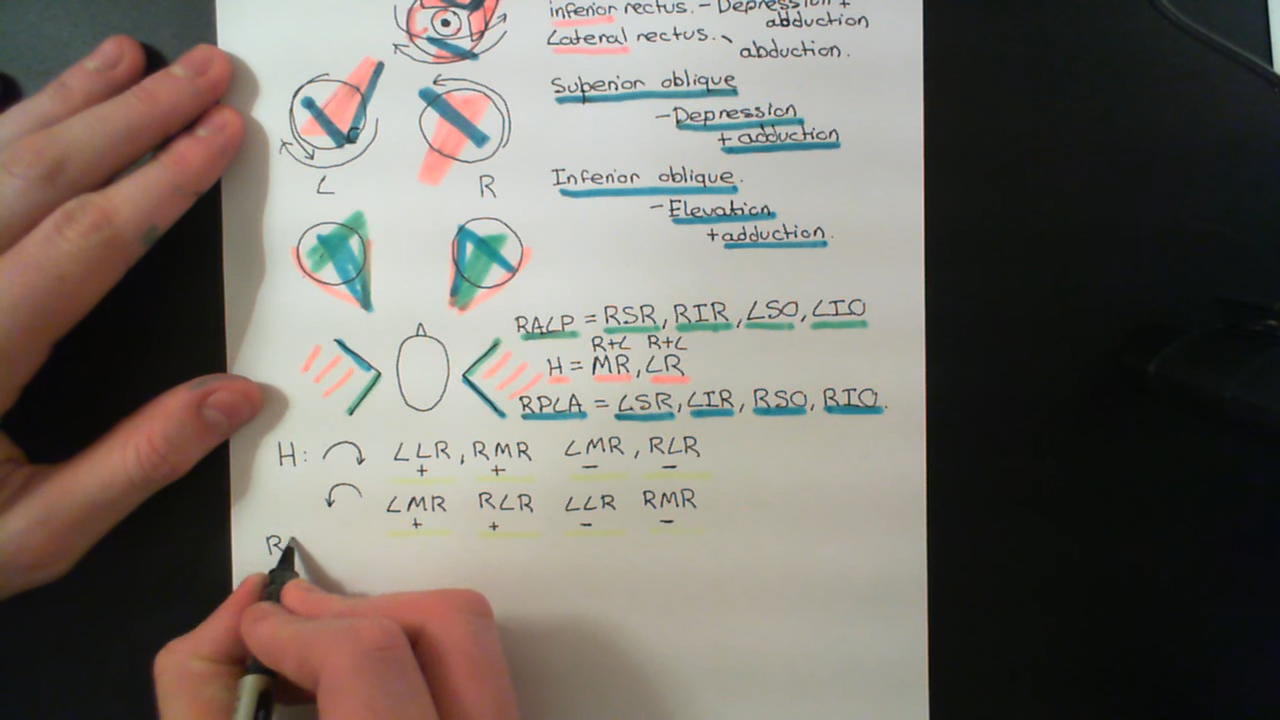 inferior rectus. - Depression +
adduction
Lateral rectus. - abduction.
Superior oblique
- Depression
+ adduction
L R
Inferior oblique.
- Elevation
+ adduction.
RALP = RSR, RIR, LSO, LIO
R+L R+L
H = MR, LR
RPLA = LSR, LIR, RSO, RIO.
H: LLR, RMR LMR, RLR
+ + - -
LMR RLR LLR RMR
+ + - -
R